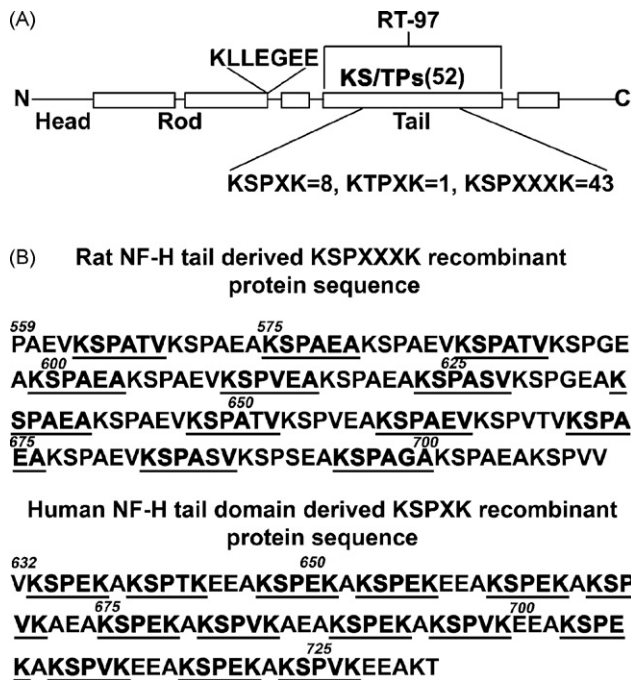 (A)
RT-97
KLLEGEE
KS/TPs(52)
N
C
Head
Rod
Tail
KSPXK=8, KTPXK=1, KSPXXXK=43
(B) Rat NF-H tail derived KSPXXXK recombinant
protein sequence
559 575
PAEVKSPATVKSPAEAKSPAEAKSPAEVKSPATVKSPGE
600 625
AKSPAEAKSPAEVKSPVEAKSPAEAKSPASVKSPGEAK
650
SPAEAKSPAEVKSPATVKSPVEAKSPAEVKSPVTVKSPA
675 700
EAKSPAEVKSPASVKSPSEAKSPAGAKSPAEAKSPVV
Human NF-H tail domain derived KSPXK recombinant
protein sequence
632 650
VKSPEKAKSPTKEEAKSPEKAKSPEKEEAKSPEKAKSP
675 700
VKAEAKSPEKAKSPVKAEAKSPEKAKSPVKEEAKSPE
725
KAKSPVKEEAKSPEKAKSPVKEEAKT